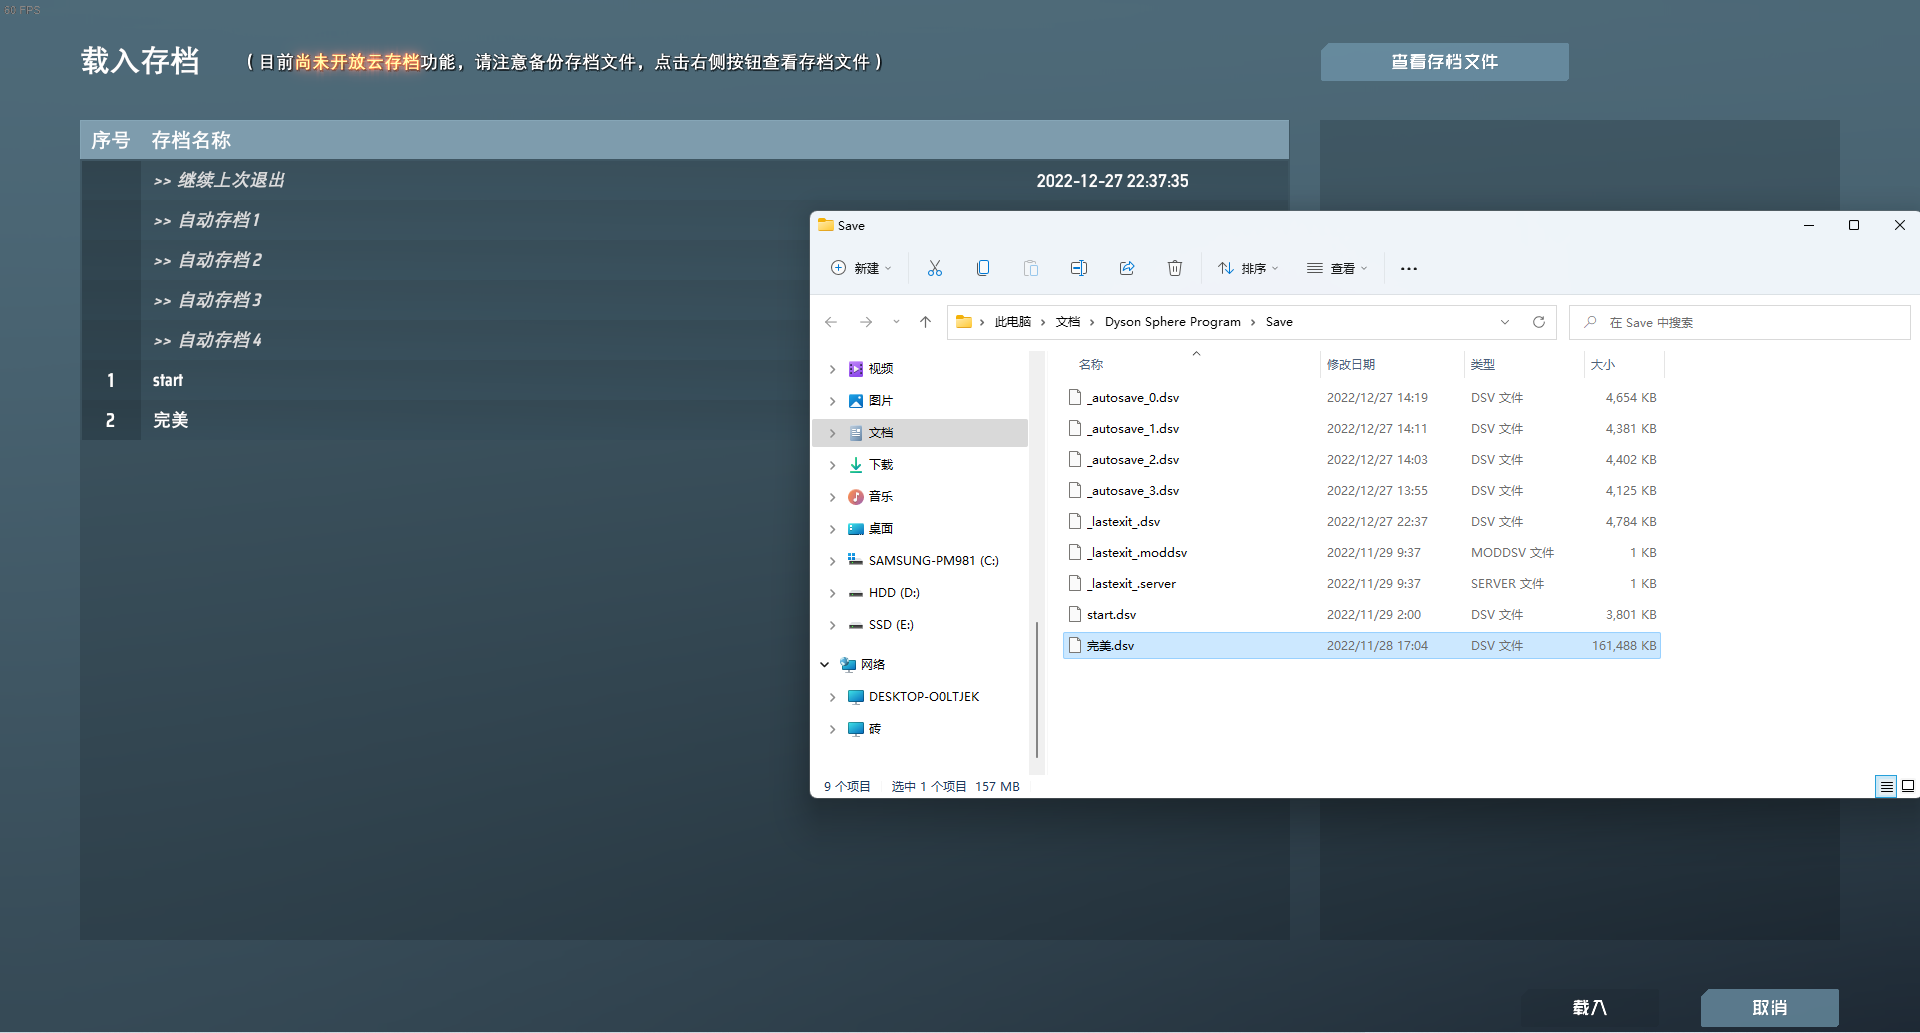 60 FPS
载入存档 （目前尚未开放云存档功能，请注意备份存档文件，点击右侧按钮查看存档文件） 查看存档文件
序号 存档名称
>> 继续上次退出 2022-12-27 22:37:35
>> 自动存档1
>> 自动存档2
>> 自动存档3
>> 自动存档4
1 start
2 完美
Save
新建 排序 查看
此电脑 > 文档 > Dyson Sphere Program > Save 在 Save 中搜索
视频
图片
文档
下载
音乐
桌面
SAMSUNG-PM981 (C:)
HDD (D:)
SSD (E:)
网络
DESKTOP-O0LTJEK
砖
名称 修改日期 类型 大小
_autosave_0.dsv 2022/12/27 14:19 DSV 文件 4,654 KB
_autosave_1.dsv 2022/12/27 14:11 DSV 文件 4,381 KB
_autosave_2.dsv 2022/12/27 14:03 DSV 文件 4,402 KB
_autosave_3.dsv 2022/12/27 13:55 DSV 文件 4,125 KB
_lastexit_.dsv 2022/12/27 22:37 DSV 文件 4,784 KB
_lastexit_.moddsv 2022/11/29 9:37 MODDSV 文件 1 KB
_lastexit_.server 2022/11/29 9:37 SERVER 文件 1 KB
start.dsv 2022/11/29 2:00 DSV 文件 3,801 KB
完美.dsv 2022/11/28 17:04 DSV 文件 161,488 KB
9 个项目 选中 1 个项目 157 MB
载入 取消